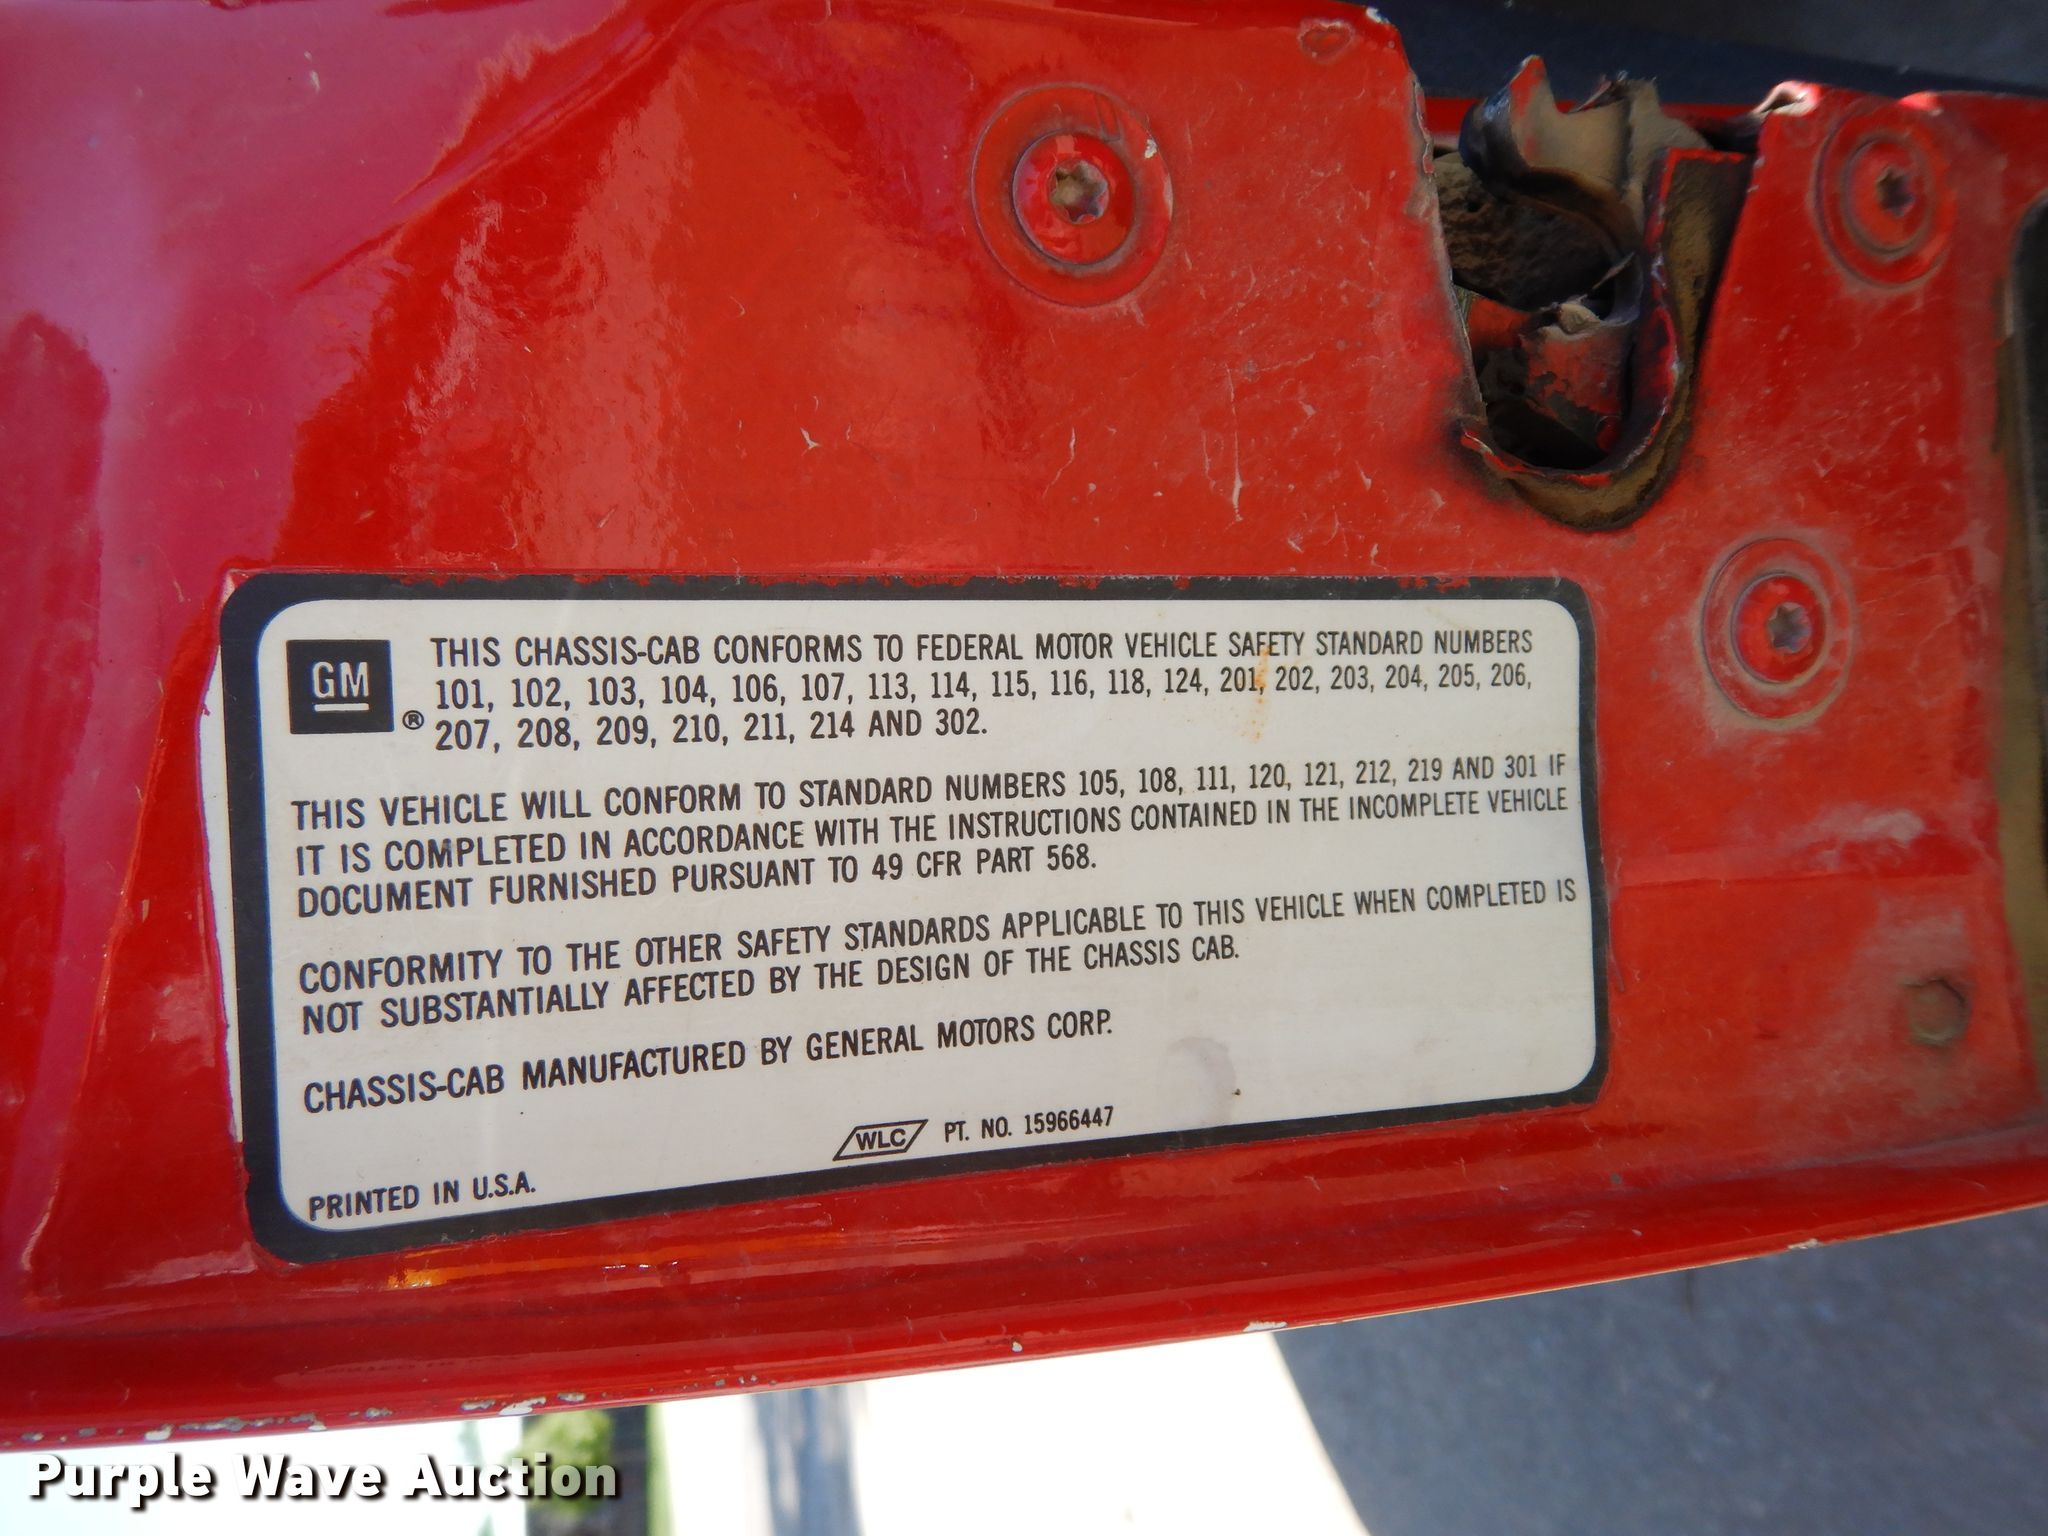 GM ®
THIS CHASSIS-CAB CONFORMS TO FEDERAL MOTOR VEHICLE SAFETY STANDARD NUMBERS
101, 102, 103, 104, 106, 107, 113, 114, 115, 116, 118, 124, 201, 202, 203, 204, 205, 206,
207, 208, 209, 210, 211, 214 AND 302.
THIS VEHICLE WILL CONFORM TO STANDARD NUMBERS 105, 108, 111, 120, 121, 212, 219 AND 301 IF
IT IS COMPLETED IN ACCORDANCE WITH THE INSTRUCTIONS CONTAINED IN THE INCOMPLETE VEHICLE
DOCUMENT FURNISHED PURSUANT TO 49 CFR PART 568.
CONFORMITY TO THE OTHER SAFETY STANDARDS APPLICABLE TO THIS VEHICLE WHEN COMPLETED IS
NOT SUBSTANTIALLY AFFECTED BY THE DESIGN OF THE CHASSIS CAB.
CHASSIS-CAB MANUFACTURED BY GENERAL MOTORS CORP.
WLC PT. NO. 15966447
PRINTED IN U.S.A.
Purple Wave Auction